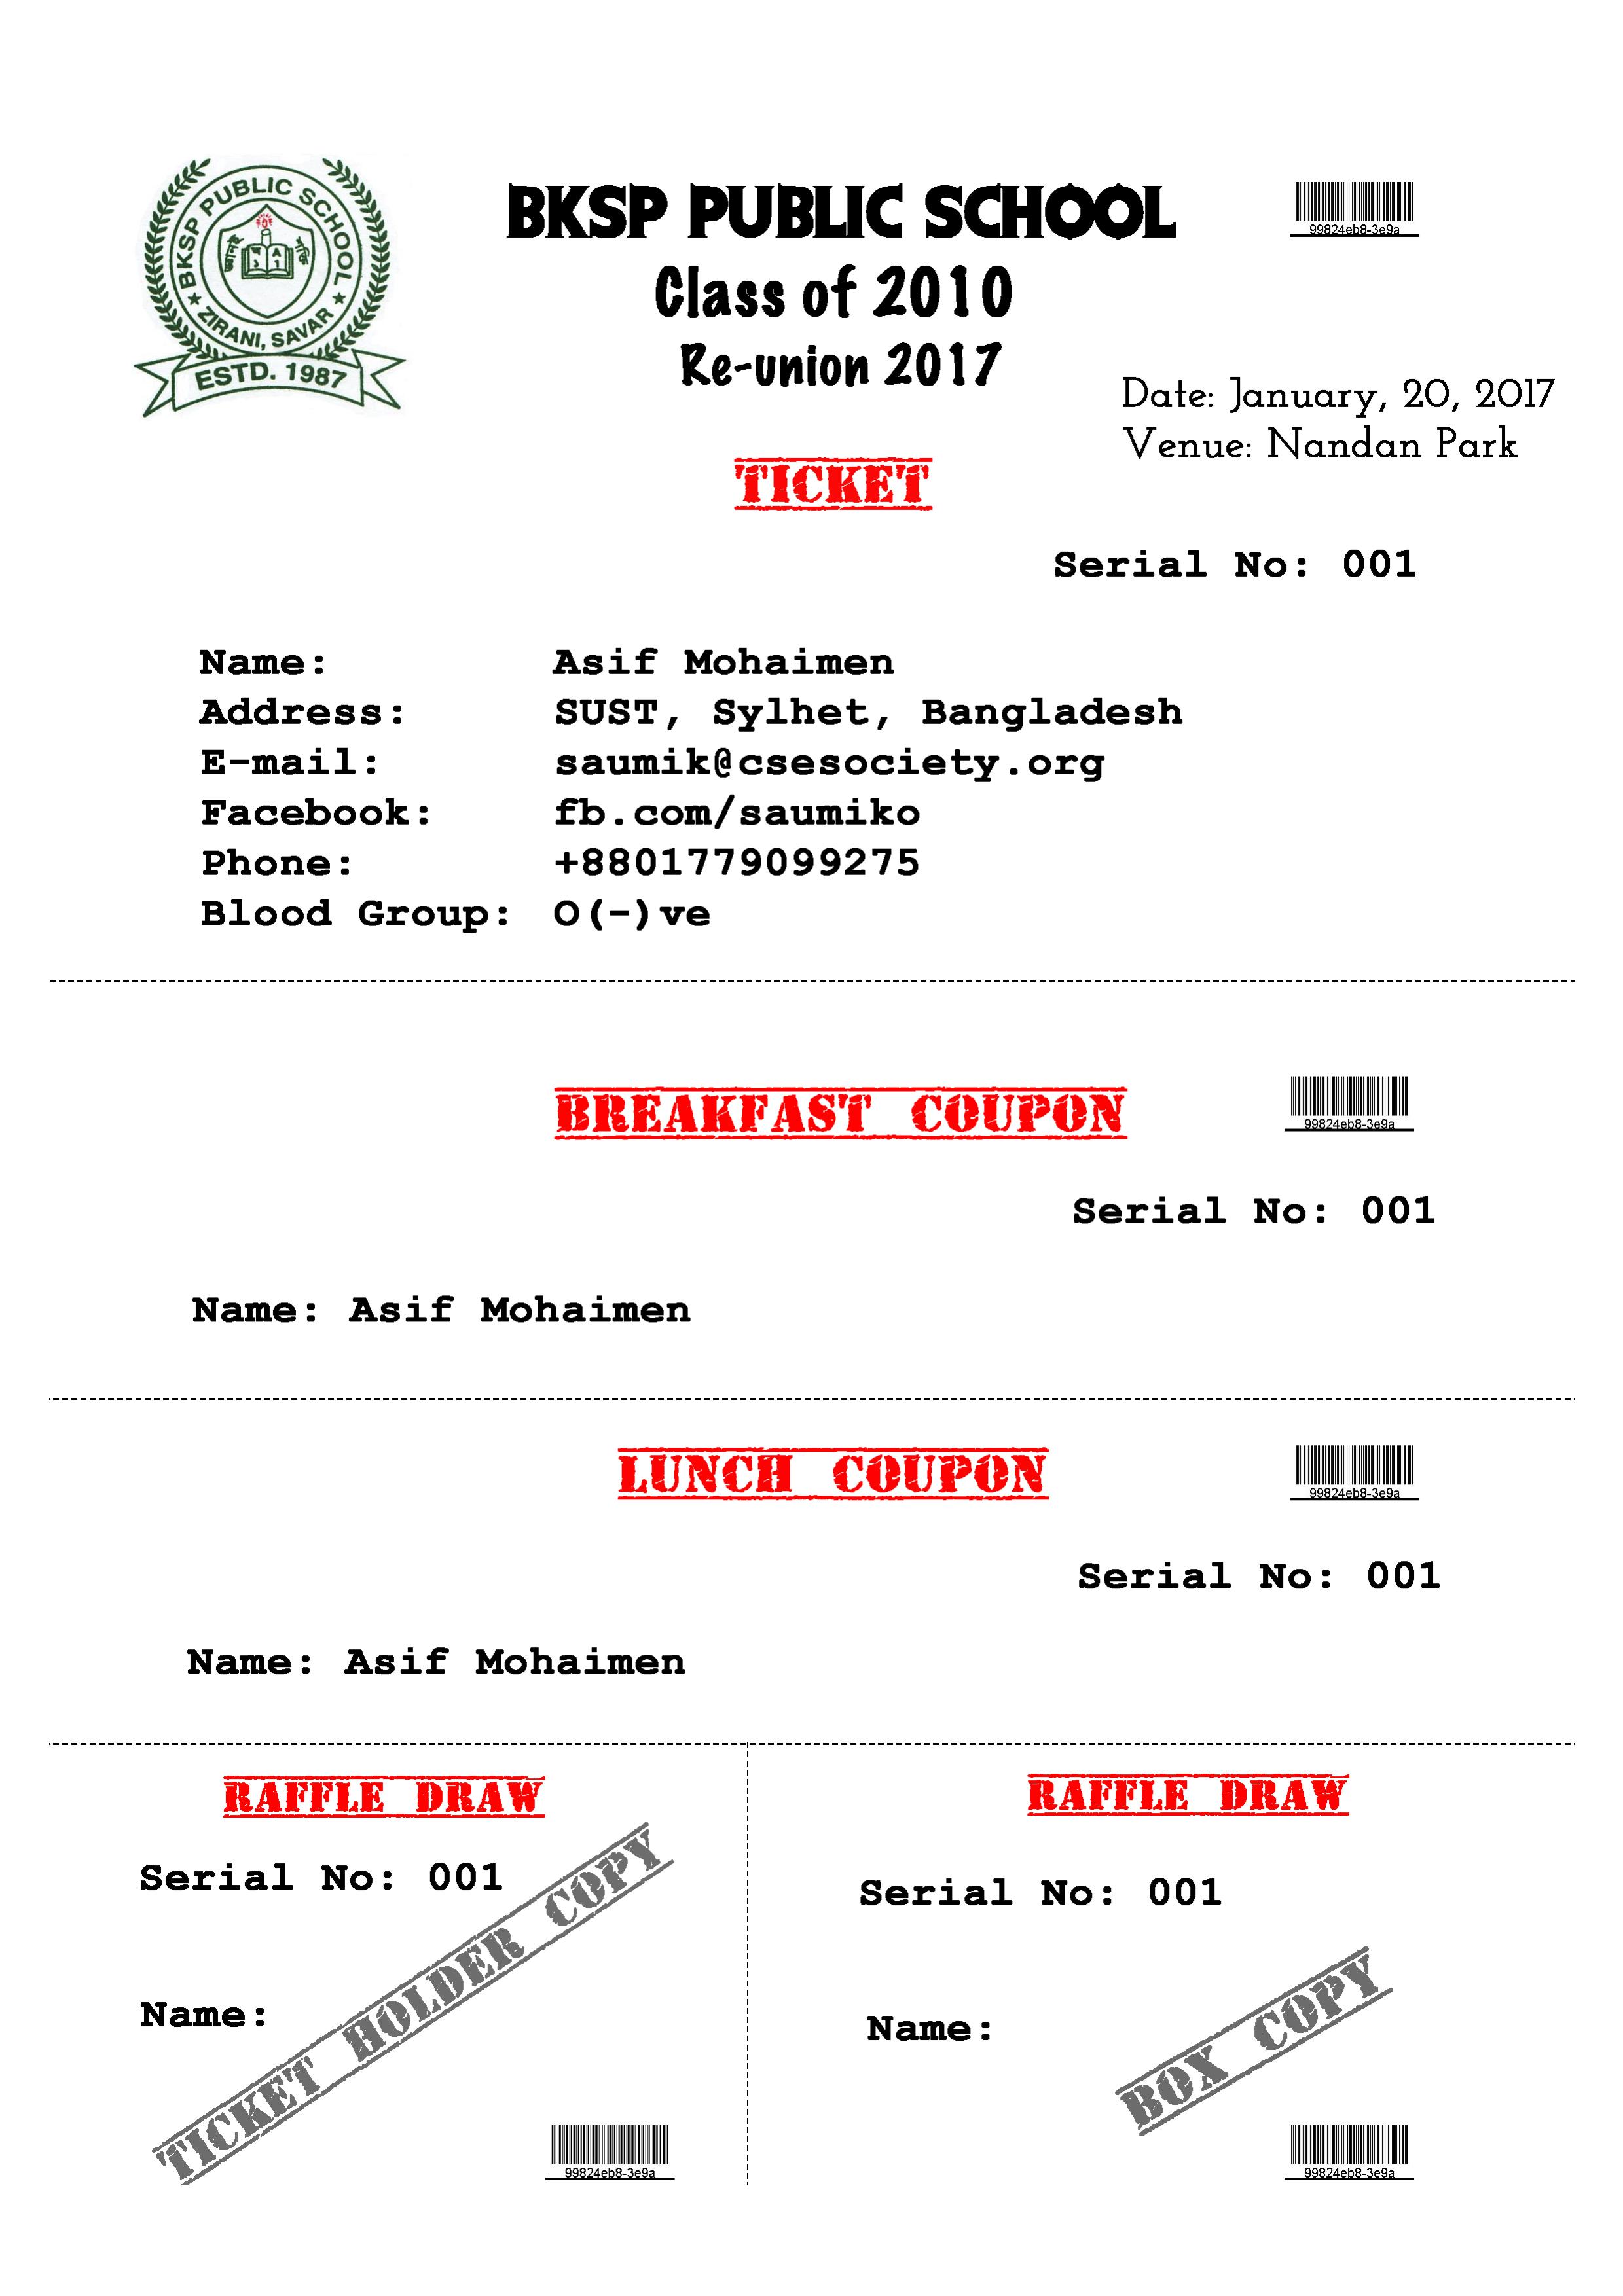 BKSP PUBLIC SCHOOL
ZIRANI, SAVAR
ESTD. 1987
BKSP PUBLIC SCHOOL
99824eb8-3e9a
Class of 2010
Re-union 2017
Date: January, 20, 2017
Venue: Nandan Park
TICKET
Serial No: 001
Name: Asif Mohaimen
Address: SUST, Sylhet, Bangladesh
E-mail: saumik@csesociety.org
Facebook: fb.com/saumiko
Phone: +8801779099275
Blood Group: O(-)ve
BREAKFAST COUPON
99824eb8-3e9a
Serial No: 001
Name: Asif Mohaimen
LUNCH COUPON
99824eb8-3e9a
Serial No: 001
Name: Asif Mohaimen
RAFFLE DRAW
Serial No: 001
Name:
TICKET HOLDER COPY
99824eb8-3e9a
RAFFLE DRAW
Serial No: 001
Name:
BOX COPY
99824eb8-3e9a